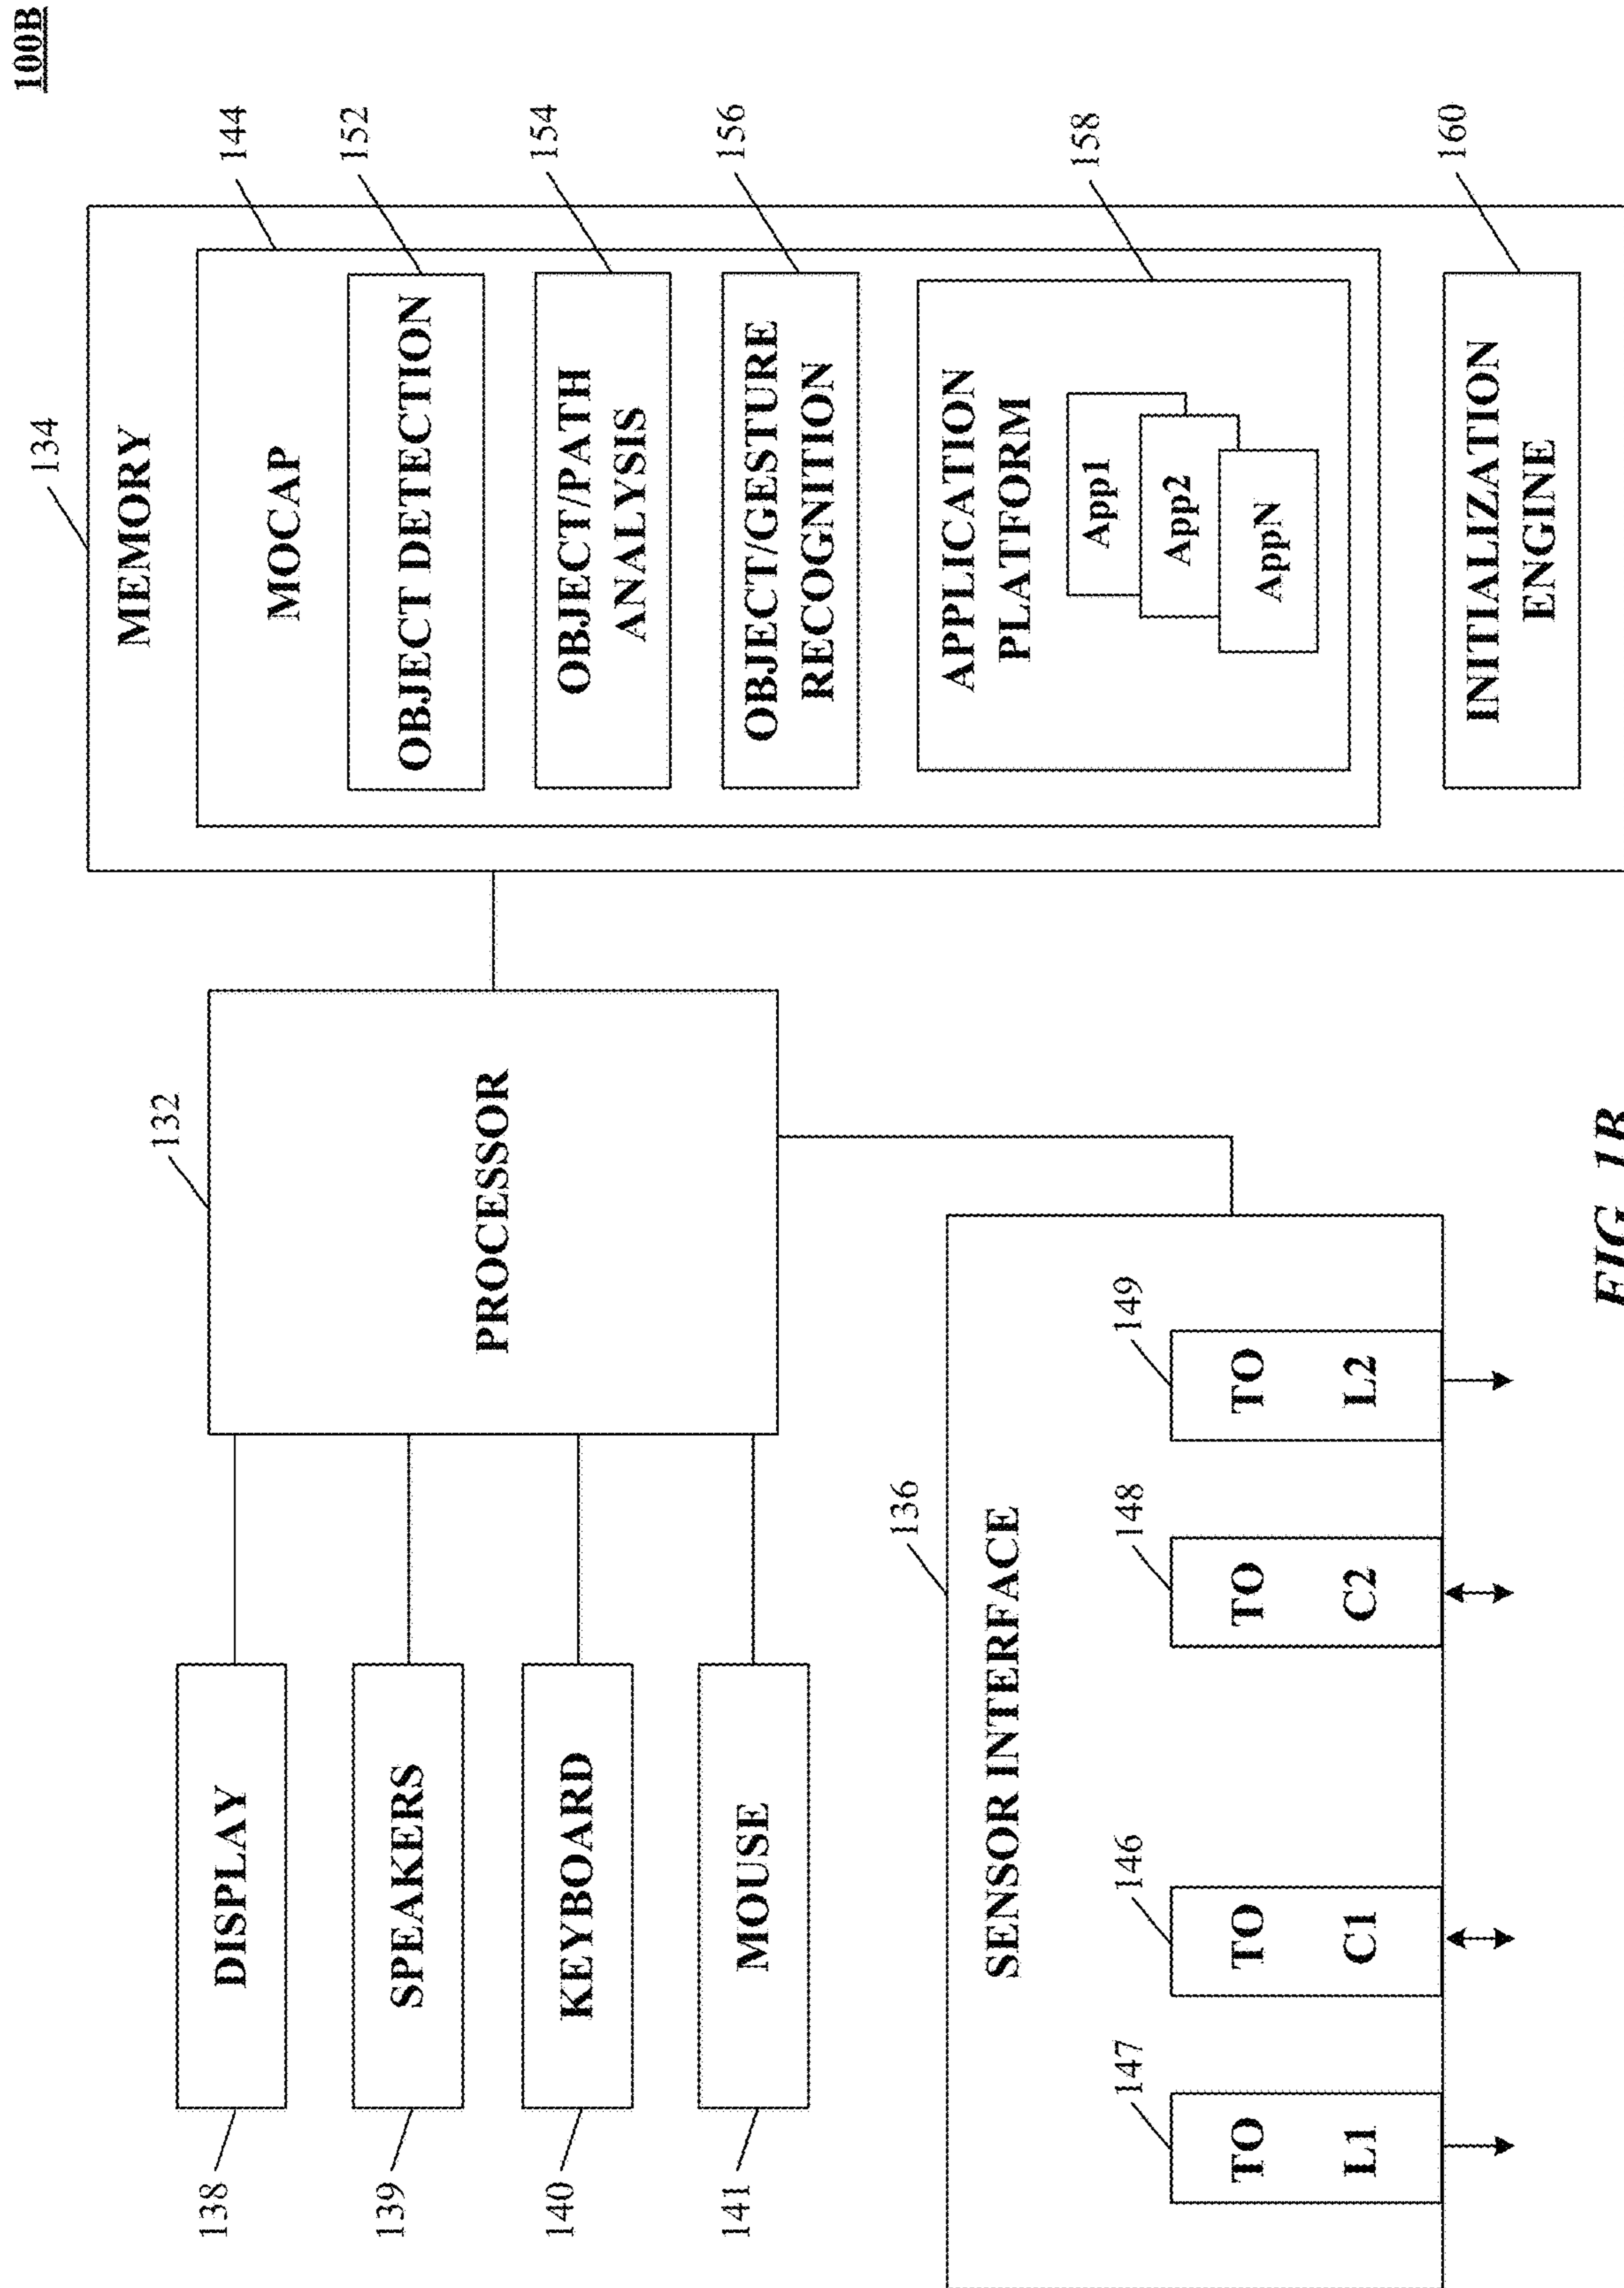 100B
138
DISPLAY
139
SPEAKERS
140
KEYBOARD
141
MOUSE
132
PROCESSOR
134
MEMORY
144
MOCAP
152
OBJECT DETECTION
154
OBJECT/PATH
ANALYSIS
156
OBJECT/GESTURE
RECOGNITION
158
APPLICATION
PLATFORM
App1
App2
AppN
160
INITIALIZATION
ENGINE
136
SENSOR INTERFACE
147
TO
L1
146
TO
C1
148
TO
C2
149
TO
L2
FIG. 1B